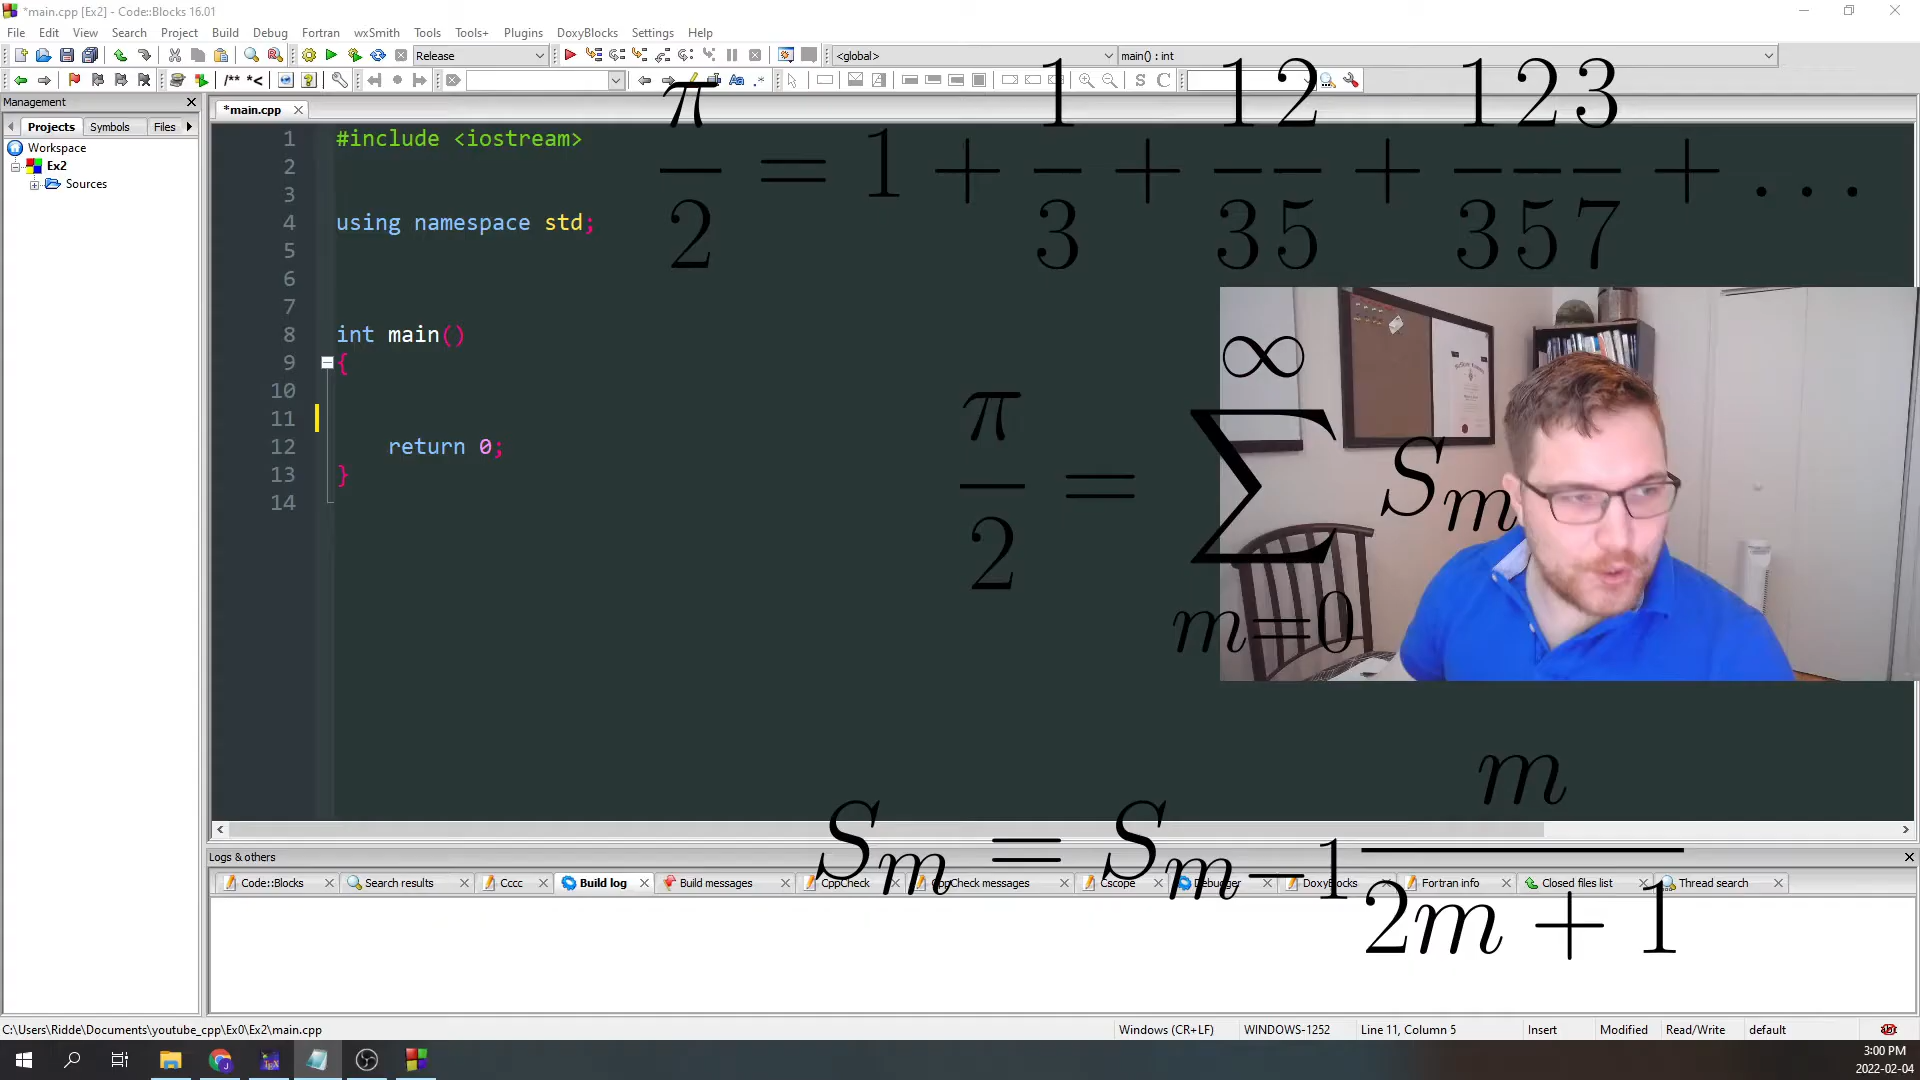 *main.cpp [Ex2] - Code::Blocks 16.01
File Edit View Search Project Build Debug Fortran wxSmith Tools Tools+ Plugins DoxyBlocks Settings Help
Release <global> main() : int
/** *< Aa .* S C
Management
*main.cpp
Projects Symbols Files
Workspace
Ex2
Sources
1 #include <iostream>
2
3
4 using namespace std;
5
6
7
8 int main()
9 {
10
11
12 return 0;
13 }
14
π/2 = 1 + 1/3 + 1 2/3 5 + 1 2 3/3 5 7 + ...
π/2 = ∑ m=0 ∞ Sm
Sm = Sm−1 m/2m + 1
Logs & others
Code::Blocks Search results Cccc Build log Build messages CppCheck CppCheck messages Cscope Debugger DoxyBlocks Fortran info Closed files list Thread search
C:\Users\Ridde\Documents\youtube_cpp\Ex0\Ex2\main.cpp Windows (CR+LF) WINDOWS-1252 Line 11, Column 5 Insert Modified Read/Write default
3:00 PM
2022-02-04